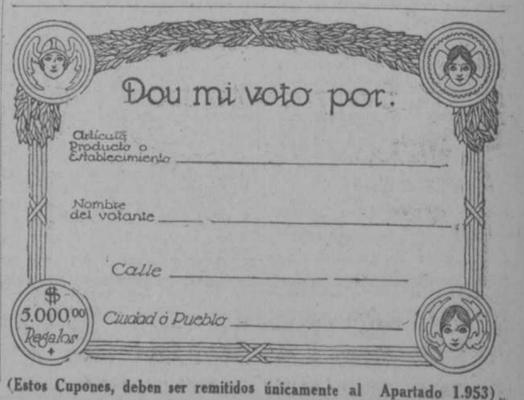 Doy mi voto por:
Artículo
Producto o
Establecimiento
Nombre
del votante
Calle
$
5.000.00
Regalos
Ciudad ó Pueblo
(Estos Cupones, deben ser remitidos únicamente al Apartado 1.953)